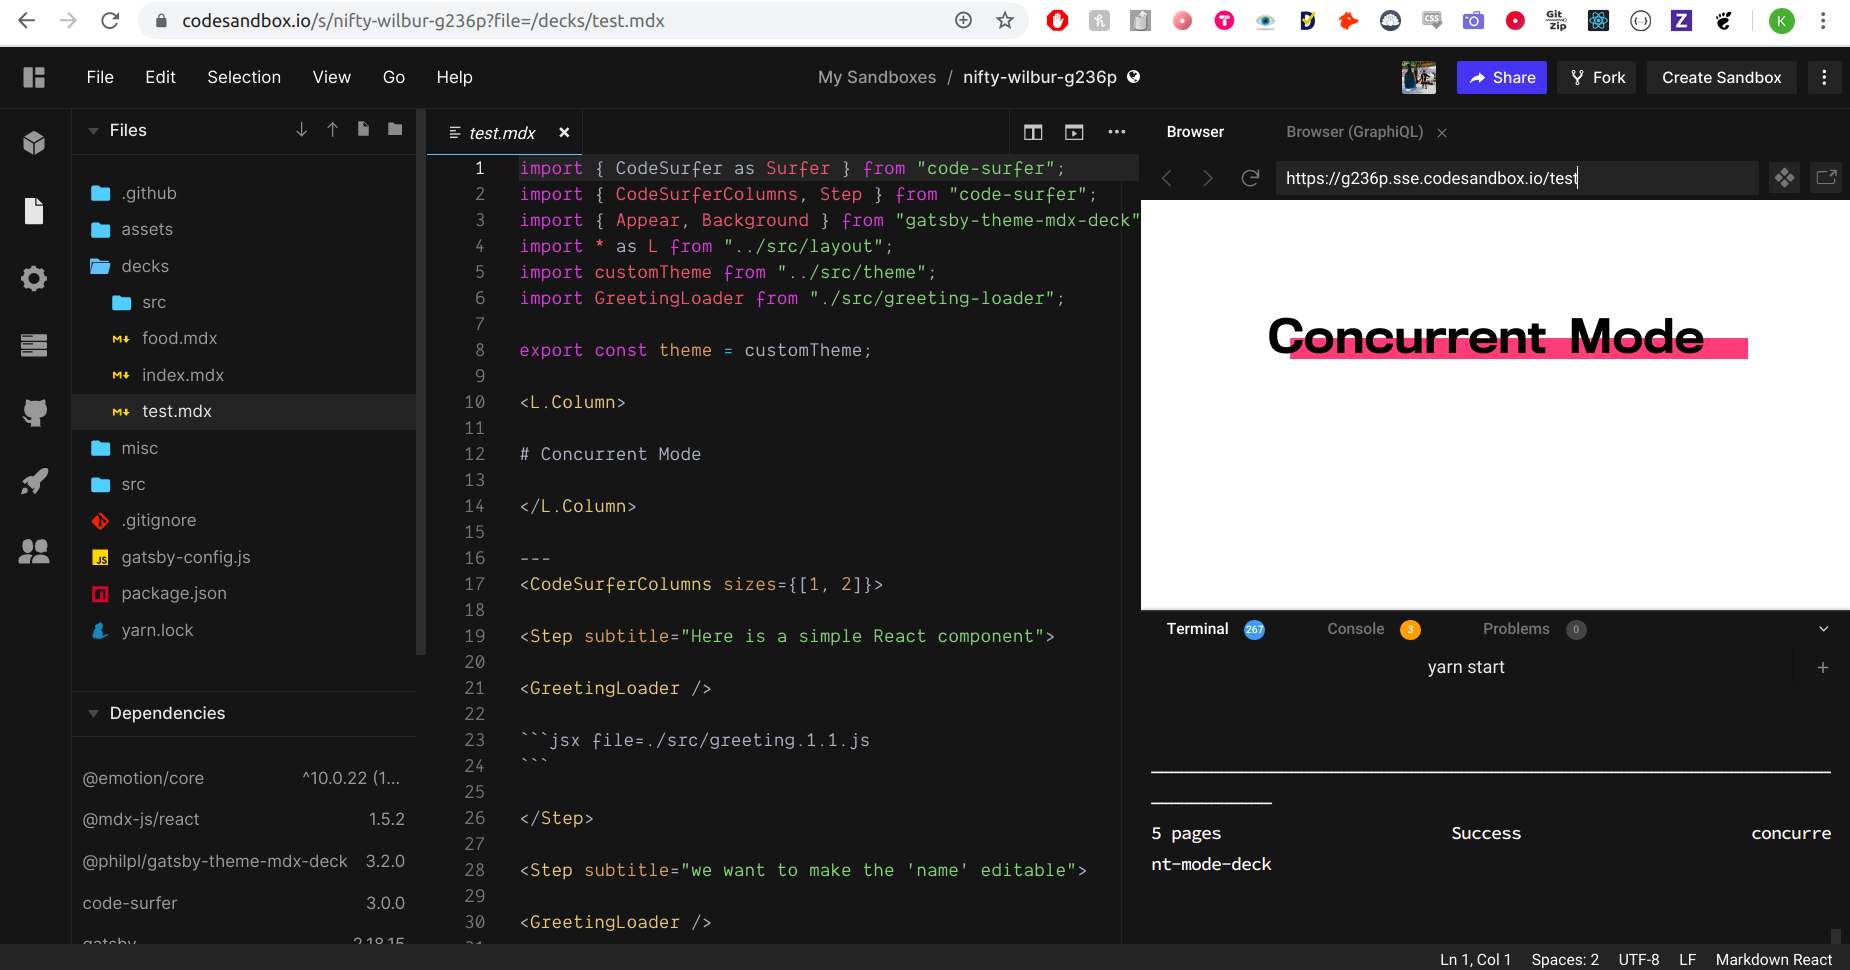 codesandbox.io/s/nifty-wilbur-g236p?file=/decks/test.mdx
CSS
Git
Zip
Z
K
File Edit Selection View Go Help
My Sandboxes / nifty-wilbur-g236p
Share Fork Create Sandbox
Files
.github
assets
decks
src
food.mdx
index.mdx
test.mdx
misc
src
.gitignore
gatsby-config.js
package.json
yarn.lock
Dependencies
@emotion/core ^10.0.22 (1...
@mdx-js/react 1.5.2
@philpl/gatsby-theme-mdx-deck 3.2.0
code-surfer 3.0.0
gatsby 2.18.15
test.mdx
1 import { CodeSurfer as Surfer } from "code-surfer";
2 import { CodeSurferColumns, Step } from "code-surfer";
3 import { Appear, Background } from "gatsby-theme-mdx-deck"
4 import * as L from "../src/layout";
5 import customTheme from "../src/theme";
6 import GreetingLoader from "./src/greeting-loader";
7
8 export const theme = customTheme;
9
10 <L.Column>
11
12 # Concurrent Mode
13
14 </L.Column>
15
16 ---
17 <CodeSurferColumns sizes={[1, 2]}>
18
19 <Step subtitle="Here is a simple React component">
20
21 <GreetingLoader />
22
23 ```jsx file=./src/greeting.1.1.js
24 ```
25
26 </Step>
27
28 <Step subtitle="we want to make the 'name' editable">
29
30 <GreetingLoader />
31
Browser Browser (GraphiQL)
https://g236p.sse.codesandbox.io/test
Concurrent Mode
Terminal 267 Console 3 Problems 0
yarn start
5 pages Success concurre
nt-mode-deck
Ln 1, Col 1 Spaces: 2 UTF-8 LF Markdown React